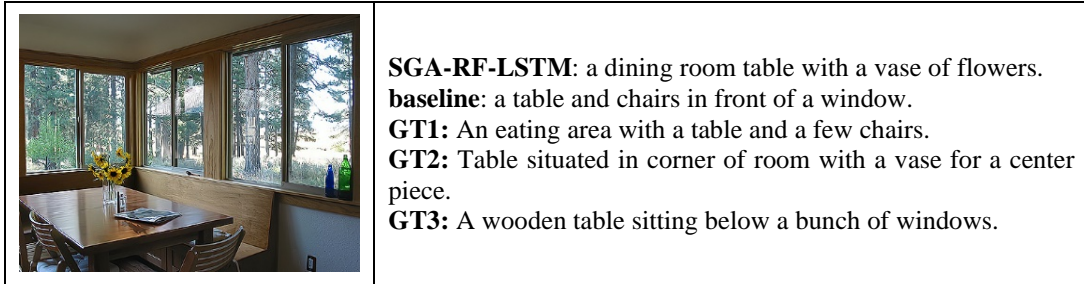 SGA-RF-LSTM: a dining room table with a vase of flowers.
baseline: a table and chairs in front of a window.
GT1: An eating area with a table and a few chairs.
GT2: Table situated in corner of room with a vase for a center
piece.
GT3: A wooden table sitting below a bunch of windows.